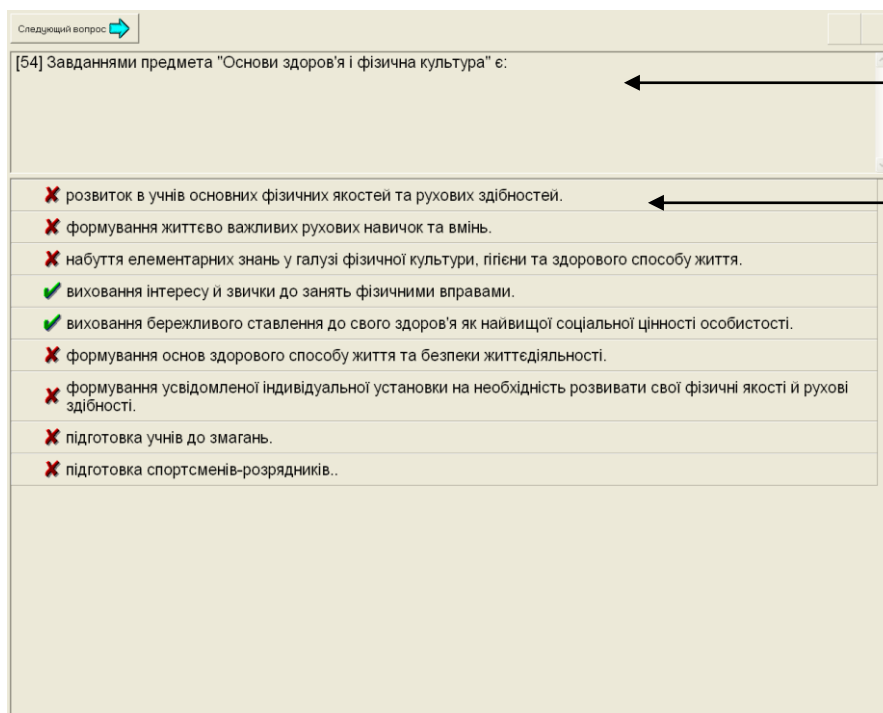 Следующий вопрос
[54] Завданнями предмета "Основи здоров'я і фізична культура" є:
розвиток в учнів основних фізичних якостей та рухових здібностей.
формування життєво важливих рухових навичок та вмінь.
набуття елементарних знань у галузі фізичної культури, гігієни та здорового способу життя.
виховання інтересу й звички до занять фізичними вправами.
виховання бережливого ставлення до свого здоров'я як найвищої соціальної цінності особистості.
формування основ здорового способу життя та безпеки життєдіяльності.
формування усвідомленої індивідуальної установки на необхідність розвивати свої фізичні якості й рухові
здібності.
підготовка учнів до змагань.
підготовка спортсменів-розрядників..